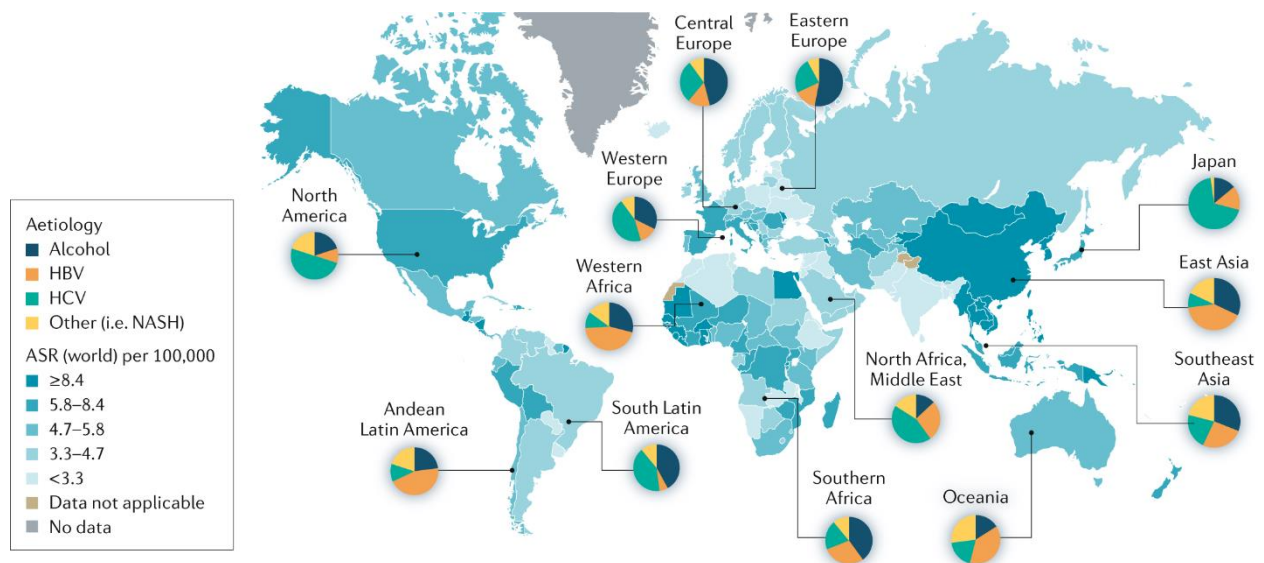 Central
Europe
Eastern
Europe
Western
Europe
Japan
North
America
Aetiology
Alcohol
HBV
HCV
Other (i.e. NASH)
ASR (world) per 100,000
≥8.4
5.8–8.4
4.7–5.8
3.3–4.7
<3.3
Data not applicable
No data
Western
Africa
East Asia
North Africa,
Middle East
Southeast
Asia
Andean
Latin America
South Latin
America
Southern
Africa
Oceania